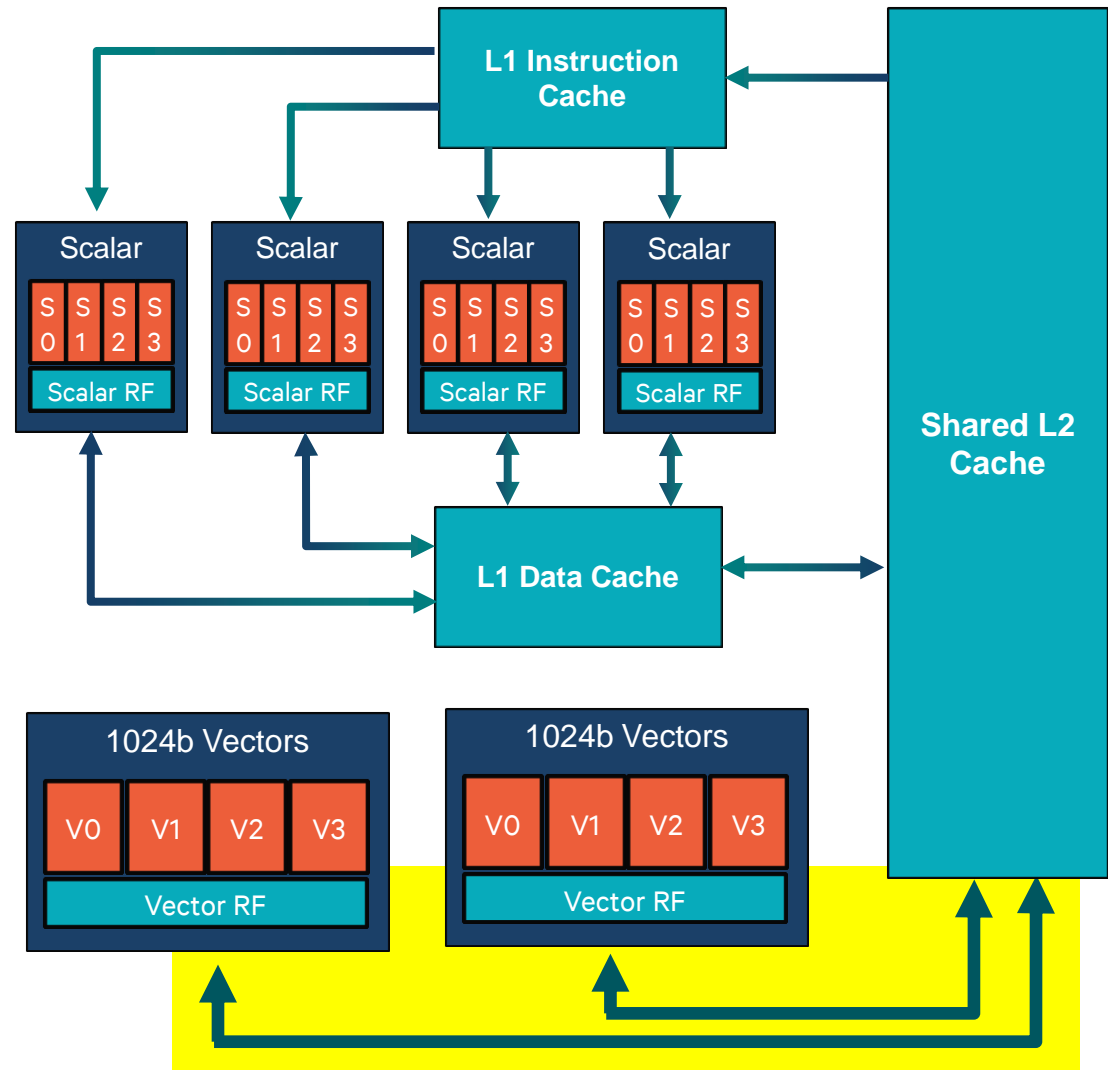 L1 Instruction
Cache
Scalar
S S S S
0 1 2 3
Scalar RF
Scalar
S S S S
0 1 2 3
Scalar RF
Scalar
S S S S
0 1 2 3
Scalar RF
Scalar
S S S S
0 1 2 3
Scalar RF
Shared L2
Cache
L1 Data Cache
1024b Vectors
V0 V1 V2 V3
Vector RF
1024b Vectors
V0 V1 V2 V3
Vector RF